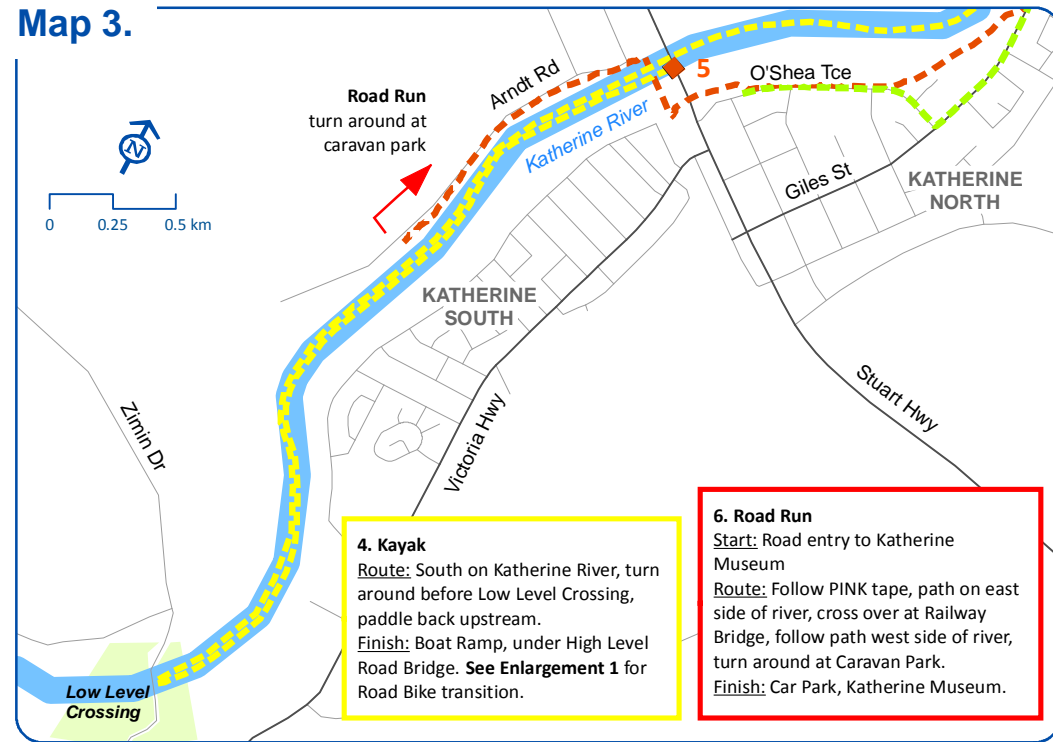 Map 3.
Road Run
turn around at
caravan park
Arndt Rd
5
O'Shea Tce
Katherine River
N
0 0.25 0.5 km
Giles St
KATHERINE
NORTH
KATHERINE
SOUTH
Zimin Dr
Victoria Hwy
Stuart Hwy
4. Kayak
Route: South on Katherine River, turn
around before Low Level Crossing,
paddle back upstream.
Finish: Boat Ramp, under High Level
Road Bridge. See Enlargement 1 for
Road Bike transition.
6. Road Run
Start: Road entry to Katherine
Museum
Route: Follow PINK tape, path on east
side of river, cross over at Railway
Bridge, follow path west side of river,
turn around at Caravan Park.
Finish: Car Park, Katherine Museum.
Low Level
Crossing